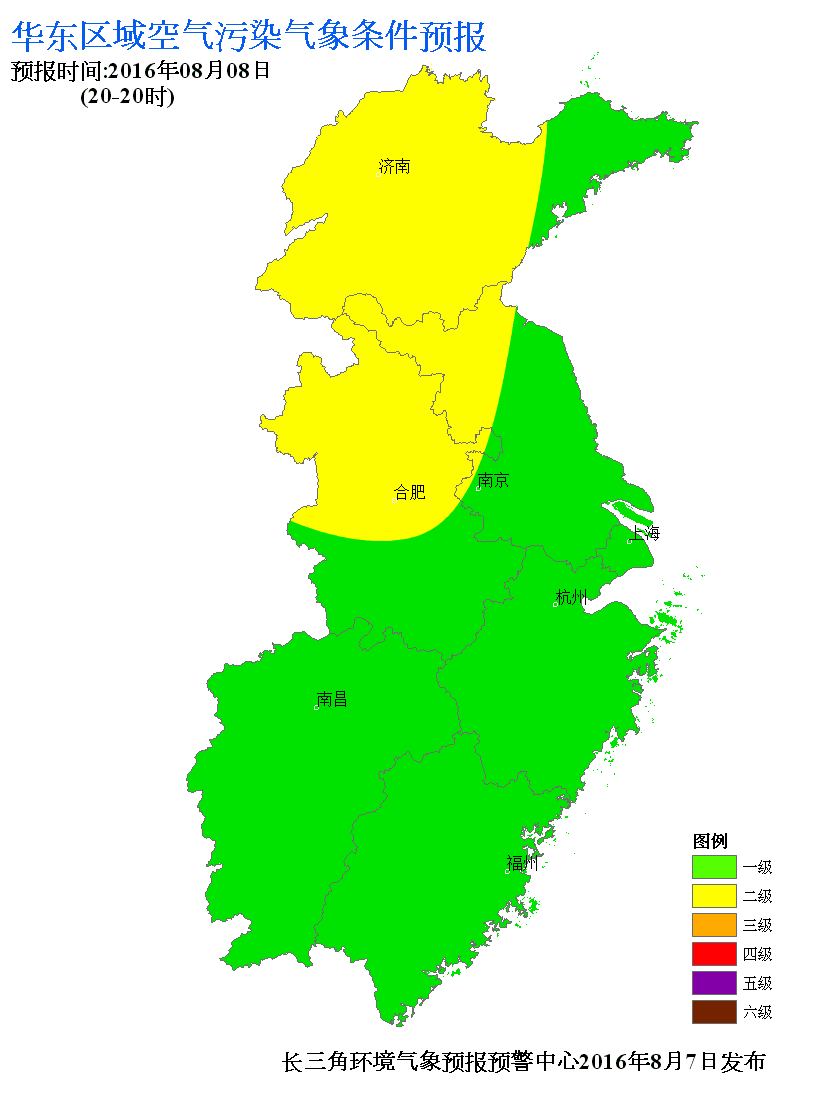 华东区域空气污染气象条件预报
预报时间:2016年08月08日
(20-20时)
济南
合肥
南京
上海
杭州
南昌
福州
图例
一级
二级
三级
四级
五级
六级
长三角环境气象预报预警中心2016年8月7日发布